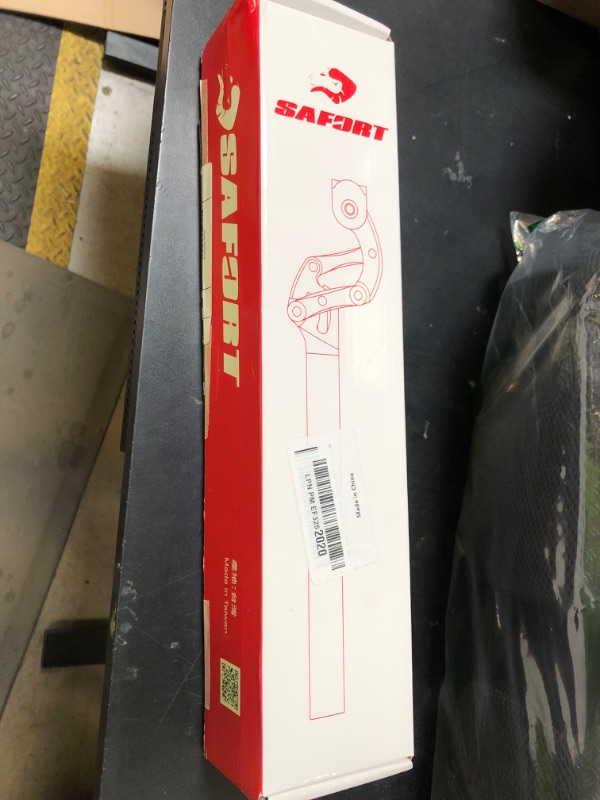 SAFORT
SAFORT
LPN PM EF325 2020
Made in China
產地:台灣
Made in Taiwan